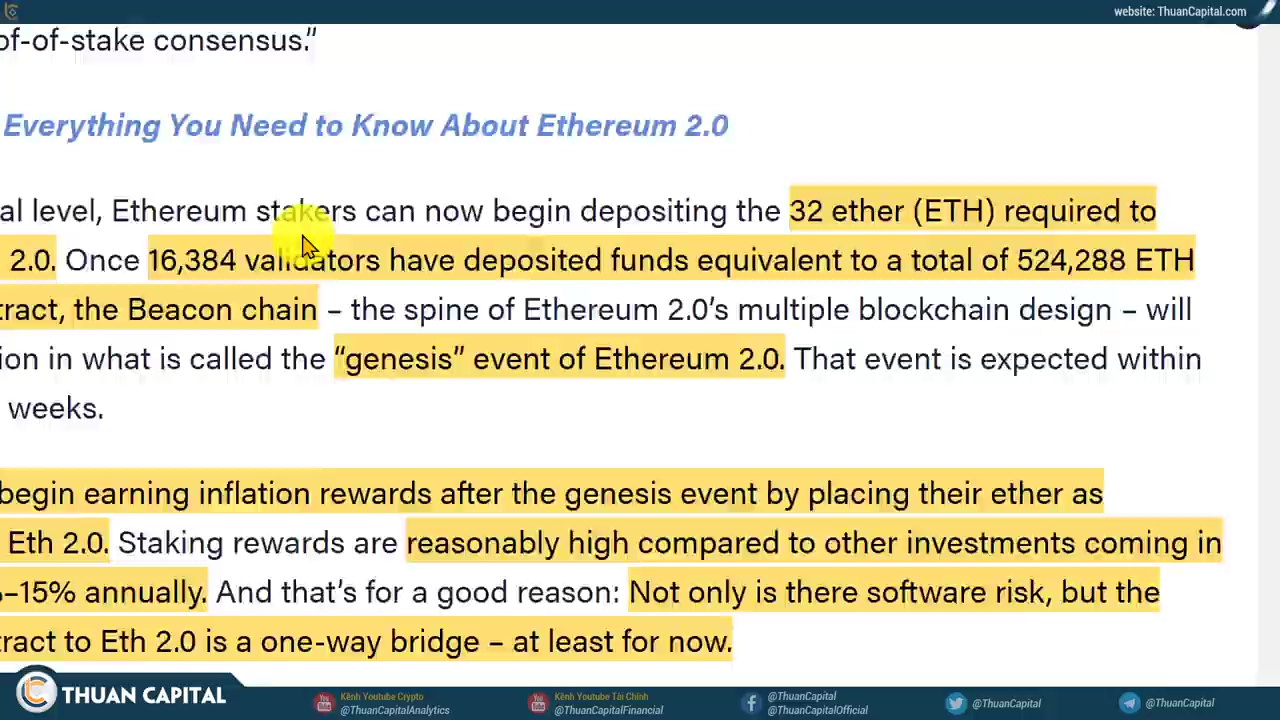 website: ThuanCapital.com
of-of-stake consensus.”
Everything You Need to Know About Ethereum 2.0
al level, Ethereum stakers can now begin depositing the 32 ether (ETH) required to
2.0. Once 16,384 validators have deposited funds equivalent to a total of 524,288 ETH
tract, the Beacon chain – the spine of Ethereum 2.0’s multiple blockchain design – will
ion in what is called the “genesis” event of Ethereum 2.0. That event is expected within
weeks.
begin earning inflation rewards after the genesis event by placing their ether as
Eth 2.0. Staking rewards are reasonably high compared to other investments coming in
–15% annually. And that’s for a good reason: Not only is there software risk, but the
tract to Eth 2.0 is a one-way bridge – at least for now.
THUAN CAPITAL
Kênh Youtube Crypto
@ThuanCapitalAnalytics
Kênh Youtube Tài Chính
@ThuanCapitalFinancial
@ThuanCapital
@ThuanCapitalOfficial
@ThuanCapital
@ThuanCapital